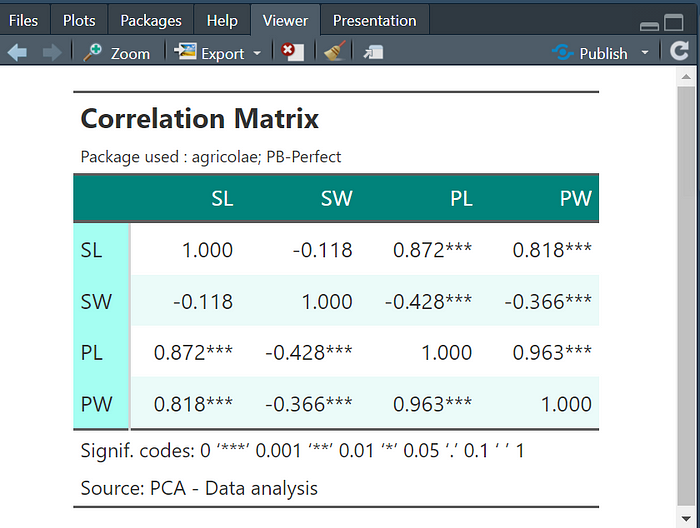 Files Plots Packages Help Viewer Presentation
Zoom Export Publish
Correlation Matrix
Package used : agricolae; PB-Perfect
SL SW PL PW
SL 1.000 -0.118 0.872*** 0.818***
SW -0.118 1.000 -0.428*** -0.366***
PL 0.872*** -0.428*** 1.000 0.963***
PW 0.818*** -0.366*** 0.963*** 1.000
Signif. codes: 0 ‘***’ 0.001 ‘**’ 0.01 ‘*’ 0.05 ‘.’ 0.1 ‘ ’ 1
Source: PCA - Data analysis